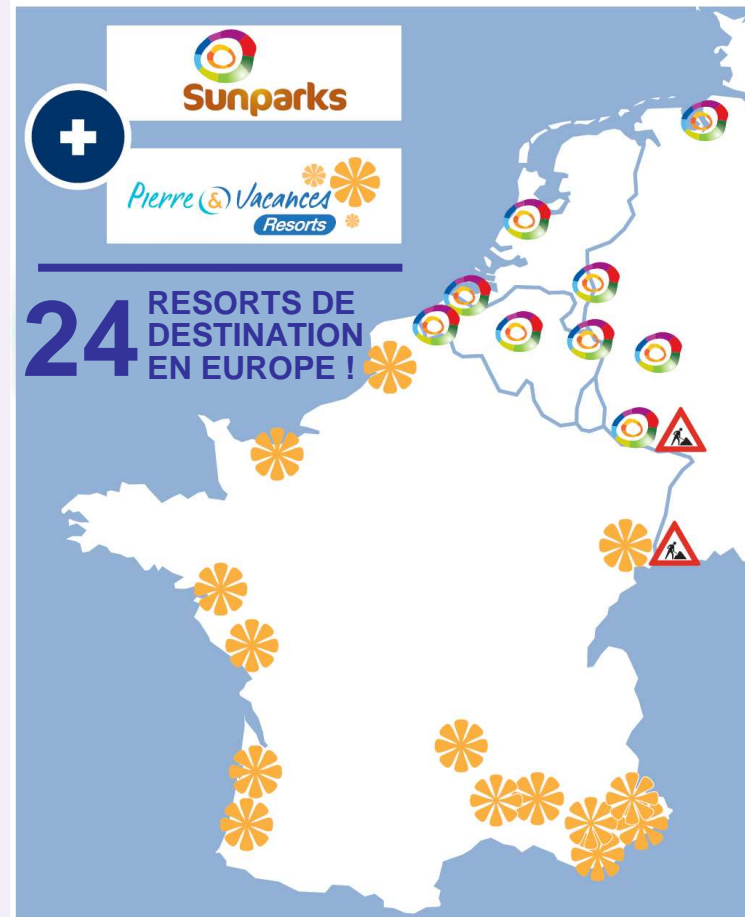 Sunparks
+
Pierre & Vacances
Resorts
24 RESORTS DE
DESTINATION
EN EUROPE !